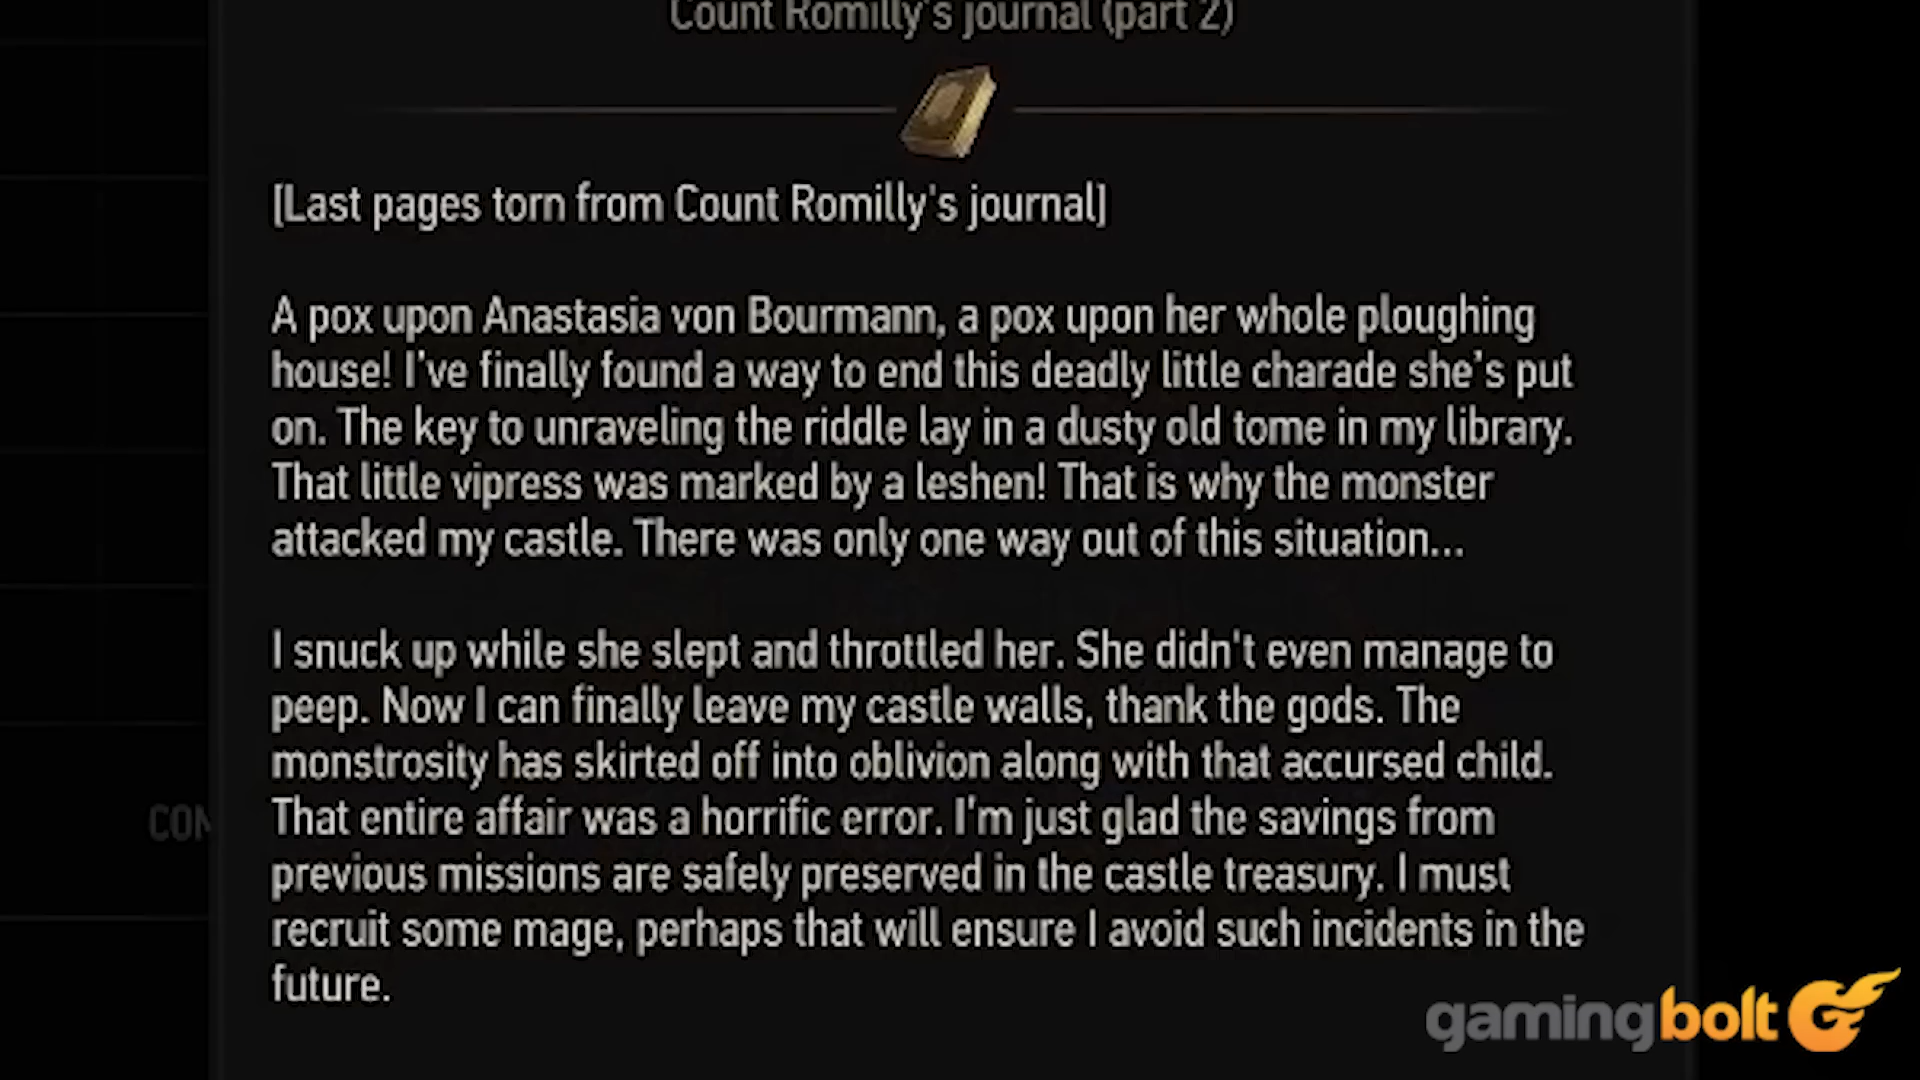 Count Romilly's journal (part 2)
[Last pages torn from Count Romilly's journal]
A pox upon Anastasia von Bourmann, a pox upon her whole ploughing
house! I've finally found a way to end this deadly little charade she's put
on. The key to unraveling the riddle lay in a dusty old tome in my library.
That little vipress was marked by a leshen! That is why the monster
attacked my castle. There was only one way out of this situation...
I snuck up while she slept and throttled her. She didn't even manage to
peep. Now I can finally leave my castle walls, thank the gods. The
monstrosity has skirted off into oblivion along with that accursed child.
That entire affair was a horrific error. I'm just glad the savings from
previous missions are safely preserved in the castle treasury. I must
recruit some mage, perhaps that will ensure I avoid such incidents in the
future.
COM
gamingbolt